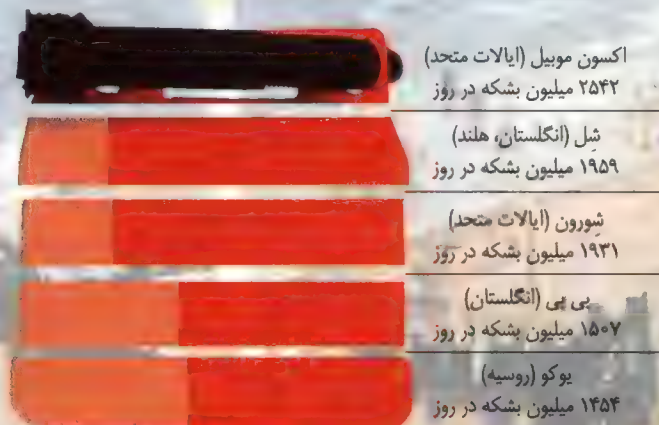 اکسون موبیل (ایالات متحد)
۲۵۴۲ میلیون بشکه در روز
شِل (انگلستان، هلند)
۱۹۵۹ میلیون بشکه در روز
شِورون (ایالات متحد)
۱۹۳۱ میلیون بشکه در روز
بی پی (انگلستان)
۱۵۰۷ میلیون بشکه در روز
یوکو (روسیه)
۱۴۵۴ میلیون بشکه در روز